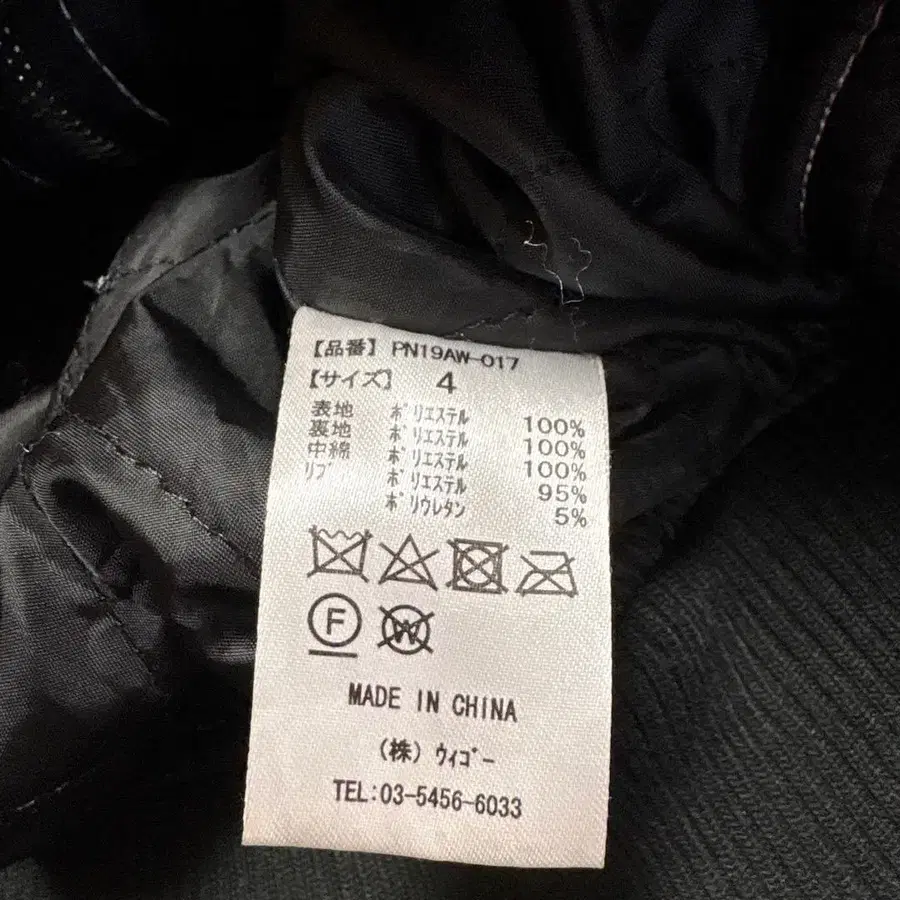 【品番】 PN19AW-017
【サイズ】 4
表地 ポリエステル 100%
裏地 ポリエステル 100%
中綿 ポリエステル 100%
リブ ポリエステル 95%
ポリウレタン 5%
F W
MADE IN CHINA
(株) ウィゴー
TEL:03-5456-6033